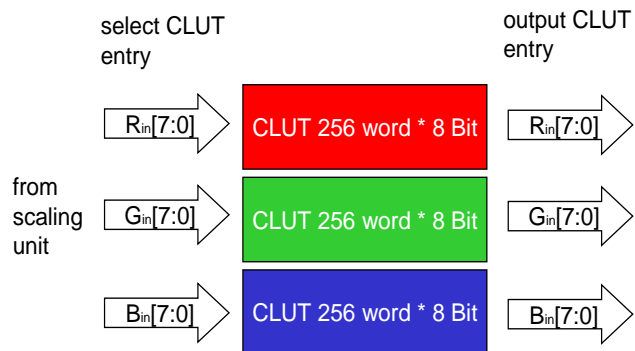 select CLUT
entry
output CLUT
entry
Rin[7:0]
CLUT 256 word * 8 Bit
Rin[7:0]
from
scaling
unit
Gin[7:0]
CLUT 256 word * 8 Bit
Gin[7:0]
Bin[7:0]
CLUT 256 word * 8 Bit
Bin[7:0]